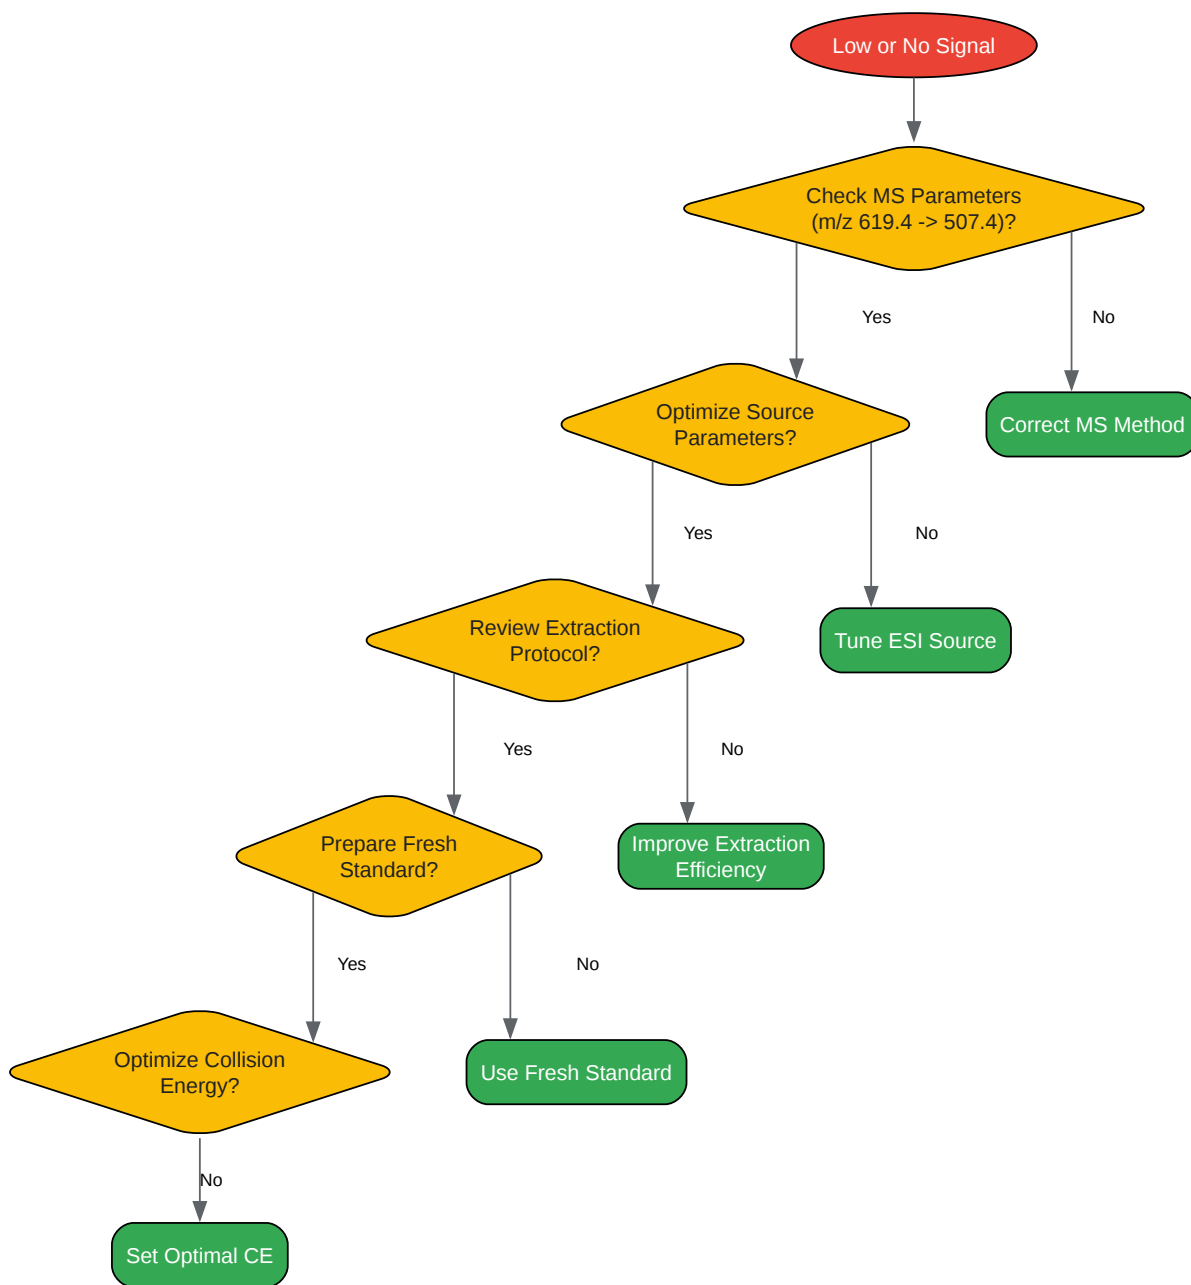 Low or No Signal
Check MS Parameters
(m/z 619.4 -> 507.4)?
Yes
No
Optimize Source
Parameters?
Correct MS Method
Yes
No
Review Extraction
Protocol?
Tune ESI Source
Yes
No
Prepare Fresh
Standard?
Improve Extraction
Efficiency
Yes
No
Optimize Collision
Energy?
Use Fresh Standard
No
Set Optimal CE